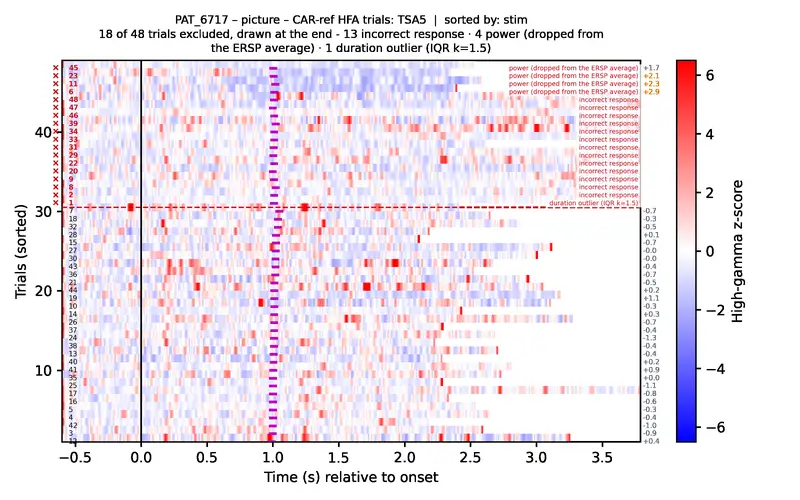 PAT_6717 – picture – CAR-ref HFA trials: TSA5 | sorted by: stim
18 of 48 trials excluded, drawn at the end - 13 incorrect response · 4 power (dropped from
the ERSP average) · 1 duration outlier (IQR k=1.5)
× 45 power (dropped from the ERSP average) +1.7
× 23 power (dropped from the ERSP average) +2.1
× 11 power (dropped from the ERSP average) +2.3
× 6 power (dropped from the ERSP average) +2.9
× 48 incorrect response
× 47 incorrect response
× 46 incorrect response
× 39 incorrect response
× 34 incorrect response
× 33 incorrect response
× 31 incorrect response
× 29 incorrect response
× 22 incorrect response
× 20 incorrect response
× 9 incorrect response
× 8 incorrect response
× 2 incorrect response
× 1 duration outlier (IQR k=1.5)
7 -0.7
18 -0.3
32 -0.5
28 +0.1
15 -0.7
27 -0.0
30 -0.0
43 -0.4
36 -0.7
21 -0.5
44 +0.2
19 +1.1
10 -0.3
14 +0.3
26 -0.7
37 -0.4
24 -1.3
38 -0.4
13 -0.4
40 +0.2
41 +0.9
35 +0.0
25 -1.1
17 -0.8
16 -0.6
5 -0.3
4 -0.4
42 -1.0
3 -0.9
12 +0.4
40
30
20
10
Trials (sorted)
−0.5 0.0 0.5 1.0 1.5 2.0 2.5 3.0 3.5
Time (s) relative to onset
6
4
2
0
−2
−4
−6
High-gamma z-score